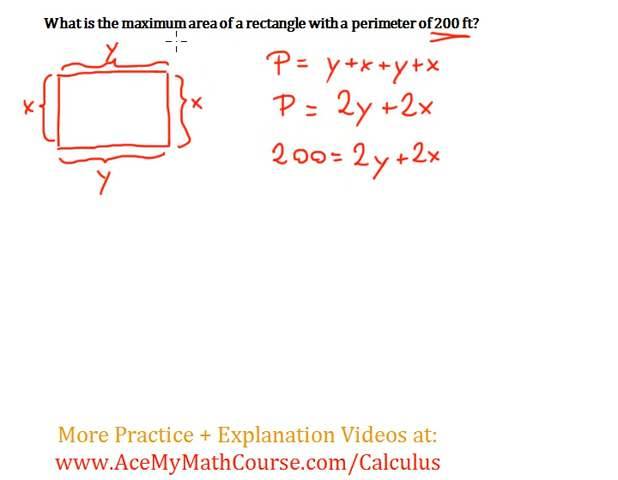 What is the maximum area of a rectangle with a perimeter of 200 ft?
y
P = y+x+y+x
x
x
P = 2y+2x
200 = 2y+2x
y
More Practice + Explanation Videos at:
www.AceMyMathCourse.com/Calculus